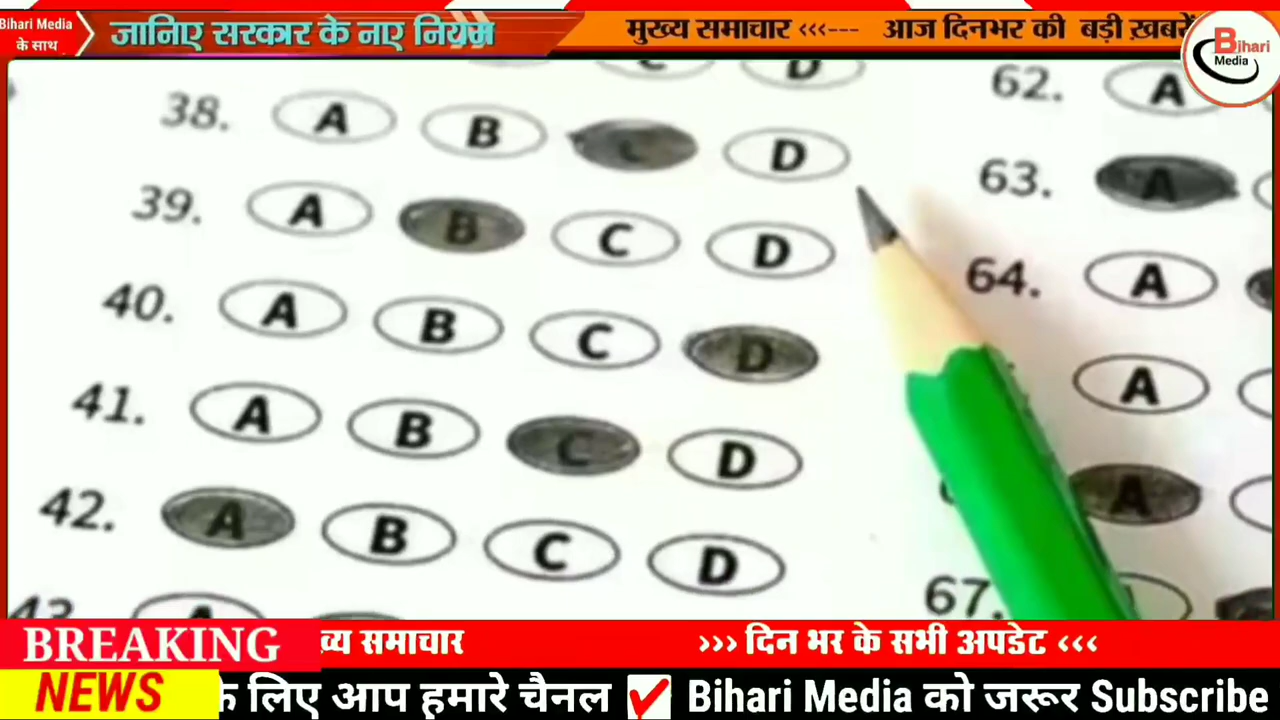 Bihari Media
के साथ
जानिए सरकार के नए नियम
मुख्य समाचार <<<--- आज दिनभर की बड़ी ख़बरें
Bihari
Media
C D
38. A B C D
39. A B C D
40. A B C D
41. A B C D
42. A B C D
43. A
62. A
63. A
64. A
A
A
67.
BREAKING
NEWS
समाचार
>>> दिन भर के सभी अपडेट <<<
के लिए आप हमारे चैनल ✔ Bihari Media को जरूर Subscribe